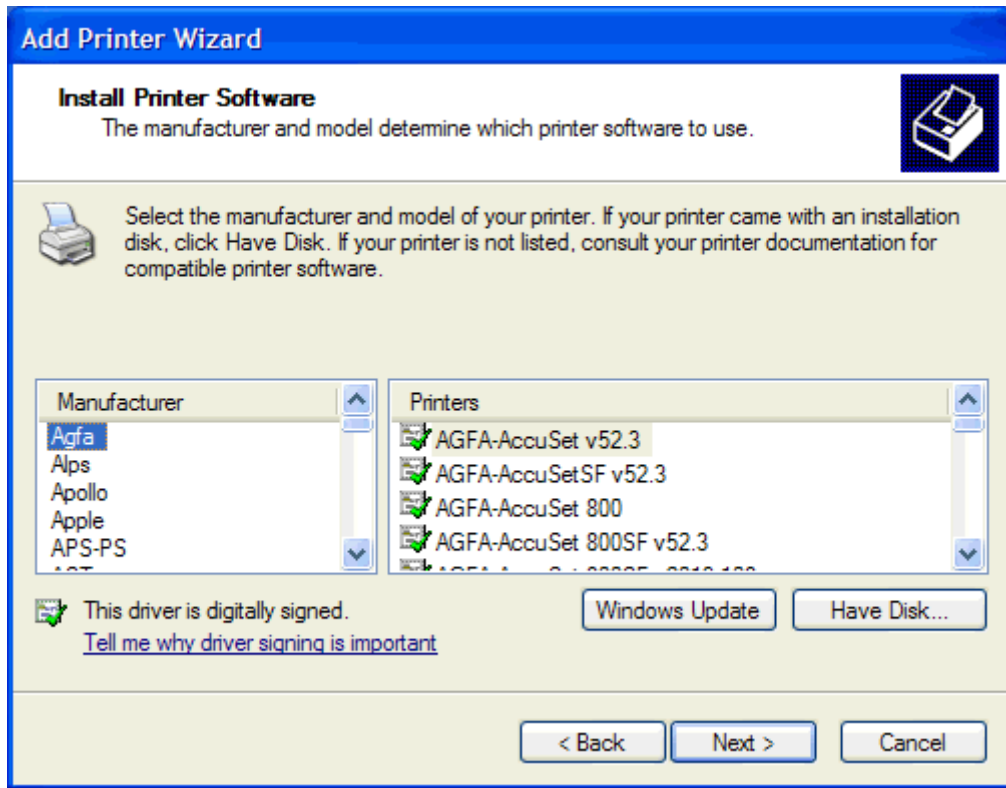 Add Printer Wizard
Install Printer Software
The manufacturer and model determine which printer software to use.
Select the manufacturer and model of your printer. If your printer came with an installation
disk, click Have Disk. If your printer is not listed, consult your printer documentation for
compatible printer software.
Manufacturer
Agfa
Alps
Apollo
Apple
APS-PS
Printers
AGFA-AccuSet v52.3
AGFA-AccuSetSF v52.3
AGFA-AccuSet 800
AGFA-AccuSet 800SF v52.3
This driver is digitally signed.
Tell me why driver signing is important
Windows Update
Have Disk...
< Back
Next >
Cancel